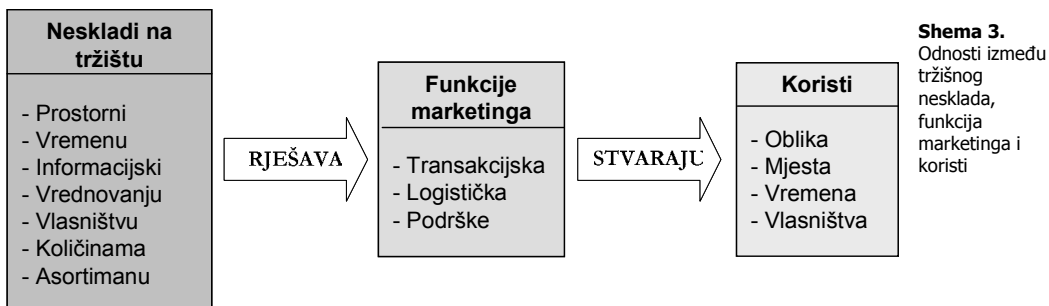 Neskladi na
tržištu
- Prostorni
- Vremenu
- Informacijski
- Vrednovanju
- Vlasništvu
- Količinama
- Asortimanu
RJEŠAVA
Funkcije
marketinga
- Transakcijska
- Logistička
- Podrške
STVARAJU
Koristi
- Oblika
- Mjesta
- Vremena
- Vlasništva
Shema 3.
Odnosti između
tržišnog
nesklada,
funkcija
marketinga i
koristi